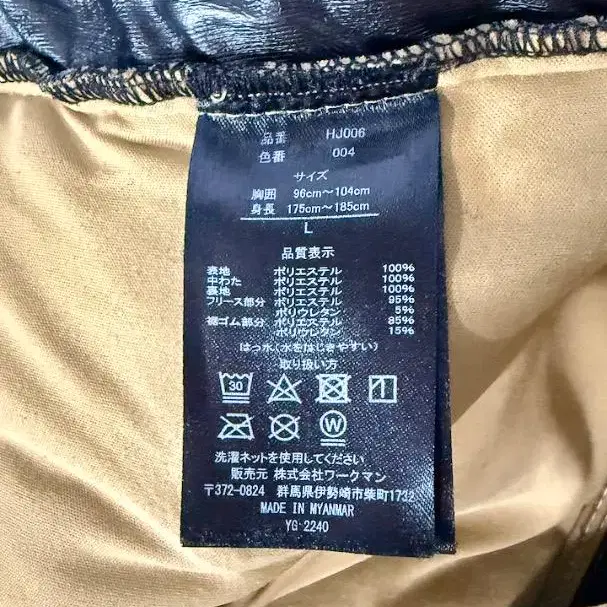 品番 HJ006
色番 004
サイズ
胸囲 96cm～104cm
身長 175cm～185cm
L
品質表示
表地 ポリエステル 100%
中わた ポリエステル 100%
裏地 ポリエステル 100%
フリース部分 ポリエステル 95%
ポリウレタン 5%
裾ゴム部分 ポリエステル 85%
ポリウレタン 15%
はっ水(水をはじきやすい)
取り扱い方
30
W
洗濯ネットを使用してください
販売元 株式会社ワークマン
〒372-0824 群馬県伊勢崎市柴町1732
MADE IN MYANMAR
YG 2240